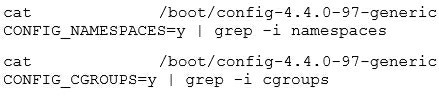 cat /boot/config-4.4.0-97-generic
CONFIG_NAMESPACES=y | grep -i namespaces
cat /boot/config-4.4.0-97-generic
CONFIG_CGROUPS=y | grep -i cgroups